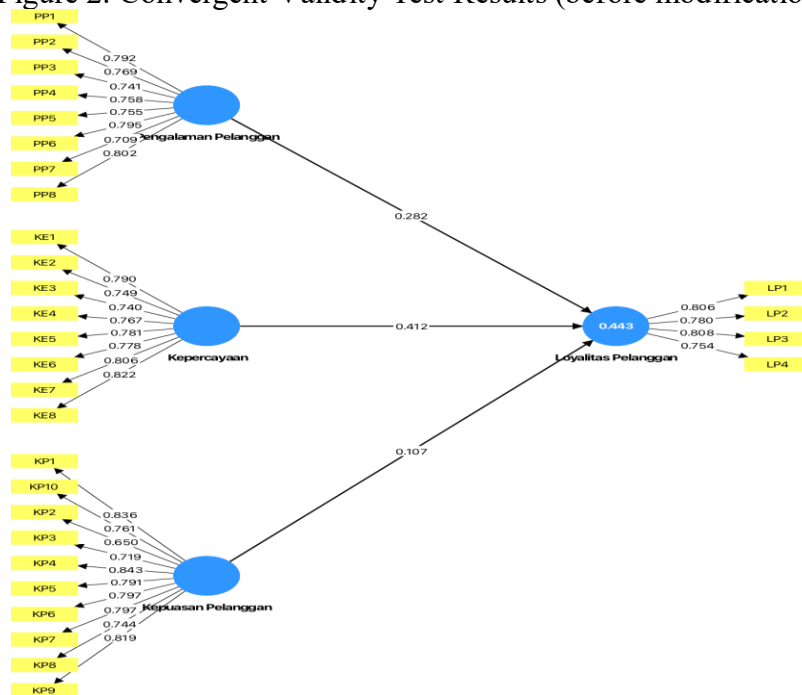 Figure 2. Convergent Validity Test Results (before modificatio
PP1
PP2
PP3
PP4
PP5
PP6
PP7
PP8
0.792
0.769
0.741
0.758
0.755
0.795
0.709
0.802
Pengalaman Pelanggan
0.282
KE1
KE2
KE3
KE4
KE5
KE6
KE7
KE8
0.790
0.749
0.740
0.767
0.781
0.778
0.806
0.822
Kepercayaan
0.412
0.443
Loyalitas Pelanggan
0.806
0.780
0.808
0.754
LP1
LP2
LP3
LP4
0.107
KP1
KP10
KP2
KP3
KP4
KP5
KP6
KP7
KP8
KP9
0.836
0.761
0.650
0.719
0.843
0.791
0.797
0.797
0.744
0.819
Kepuasan Pelanggan